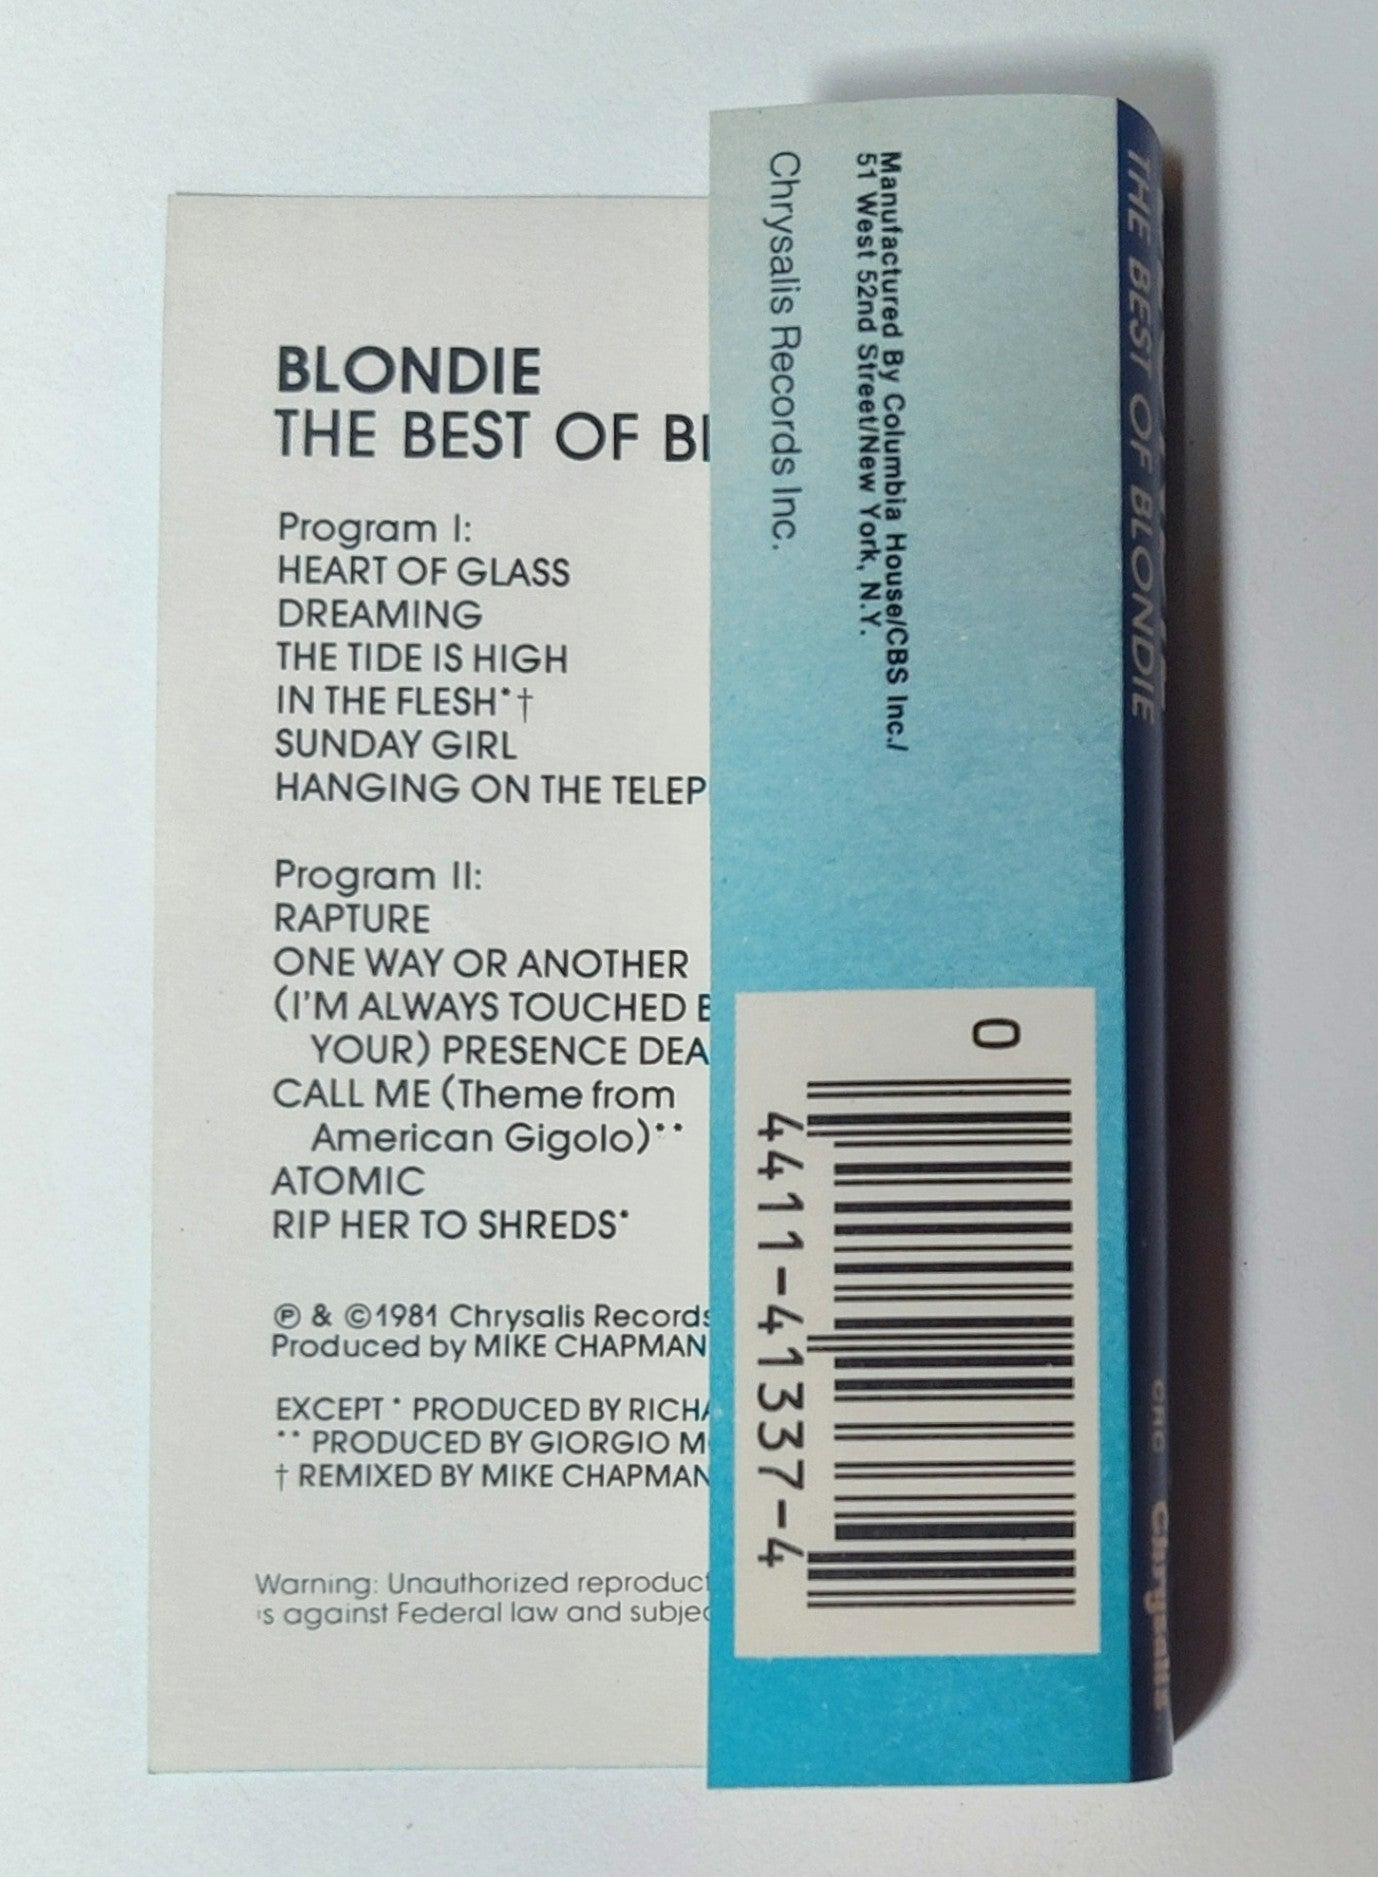 BLONDIE
THE BEST OF BL
Program I:
HEART OF GLASS
DREAMING
THE TIDE IS HIGH
IN THE FLESH*†
SUNDAY GIRL
HANGING ON THE TELEP
Program II:
RAPTURE
ONE WAY OR ANOTHER
(I'M ALWAYS TOUCHED B
YOUR) PRESENCE DEA
CALL ME (Theme from
American Gigolo)**
ATOMIC
RIP HER TO SHREDS*
℗ & ©1981 Chrysalis Records
Produced by MIKE CHAPMAN
EXCEPT * PRODUCED BY RICHA
** PRODUCED BY GIORGIO M
† REMIXED BY MIKE CHAPMAN
Warning: Unauthorized reproduct
is against Federal law and subjec
Manufactured By Columbia House/CBS Inc./
51 West 52nd Street/New York, N.Y.
Chrysalis Records Inc.
0
4411-41337-4
THE BEST OF BLONDIE
Chrysalis